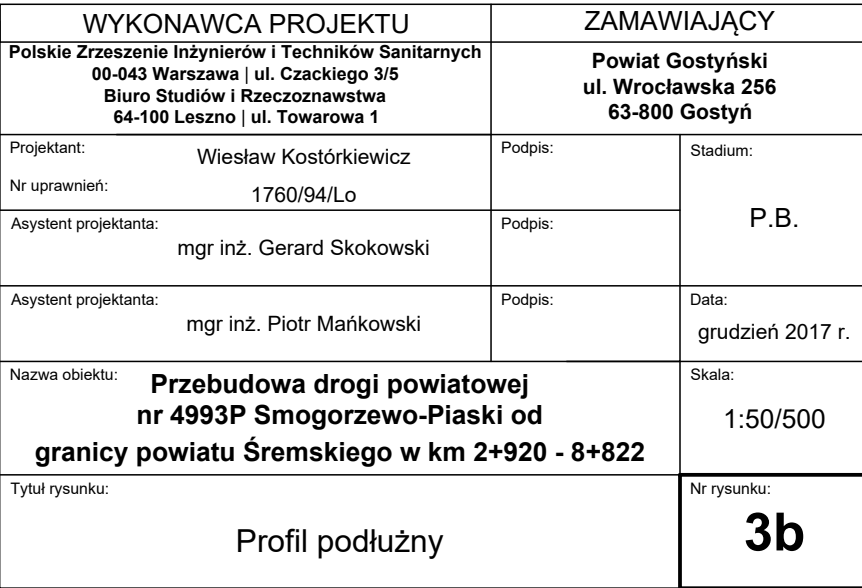 WYKONAWCA PROJEKTU
ZAMAWIAJĄCY
Polskie Zrzeszenie Inżynierów i Techników Sanitarnych
00-043 Warszawa | ul. Czackiego 3/5
Biuro Studiów i Rzeczoznawstwa
64-100 Leszno | ul. Towarowa 1
Powiat Gostyński
ul. Wrocławska 256
63-800 Gostyń
Projektant:
Wiesław Kostórkiewicz
Nr uprawnień:
1760/94/Lo
Podpis:
Stadium:
P.B.
Asystent projektanta:
mgr inż. Gerard Skokowski
Podpis:
Asystent projektanta:
mgr inż. Piotr Mańkowski
Podpis:
Data:
grudzień 2017 r.
Nazwa obiektu:
Przebudowa drogi powiatowej
nr 4993P Smogorzewo-Piaski od
granicy powiatu Śremskiego w km 2+920 - 8+822
Skala:
1:50/500
Tytuł rysunku:
Profil podłużny
Nr rysunku:
3b